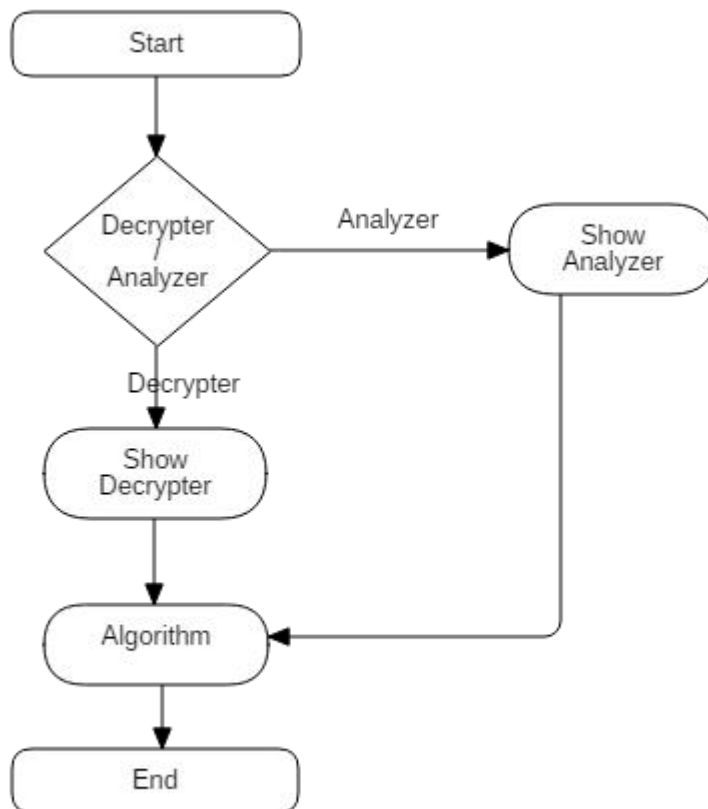 Start
Decrypter
/
Analyzer
Analyzer
Show
Analyzer
Decrypter
Show
Decrypter
Algorithm
End